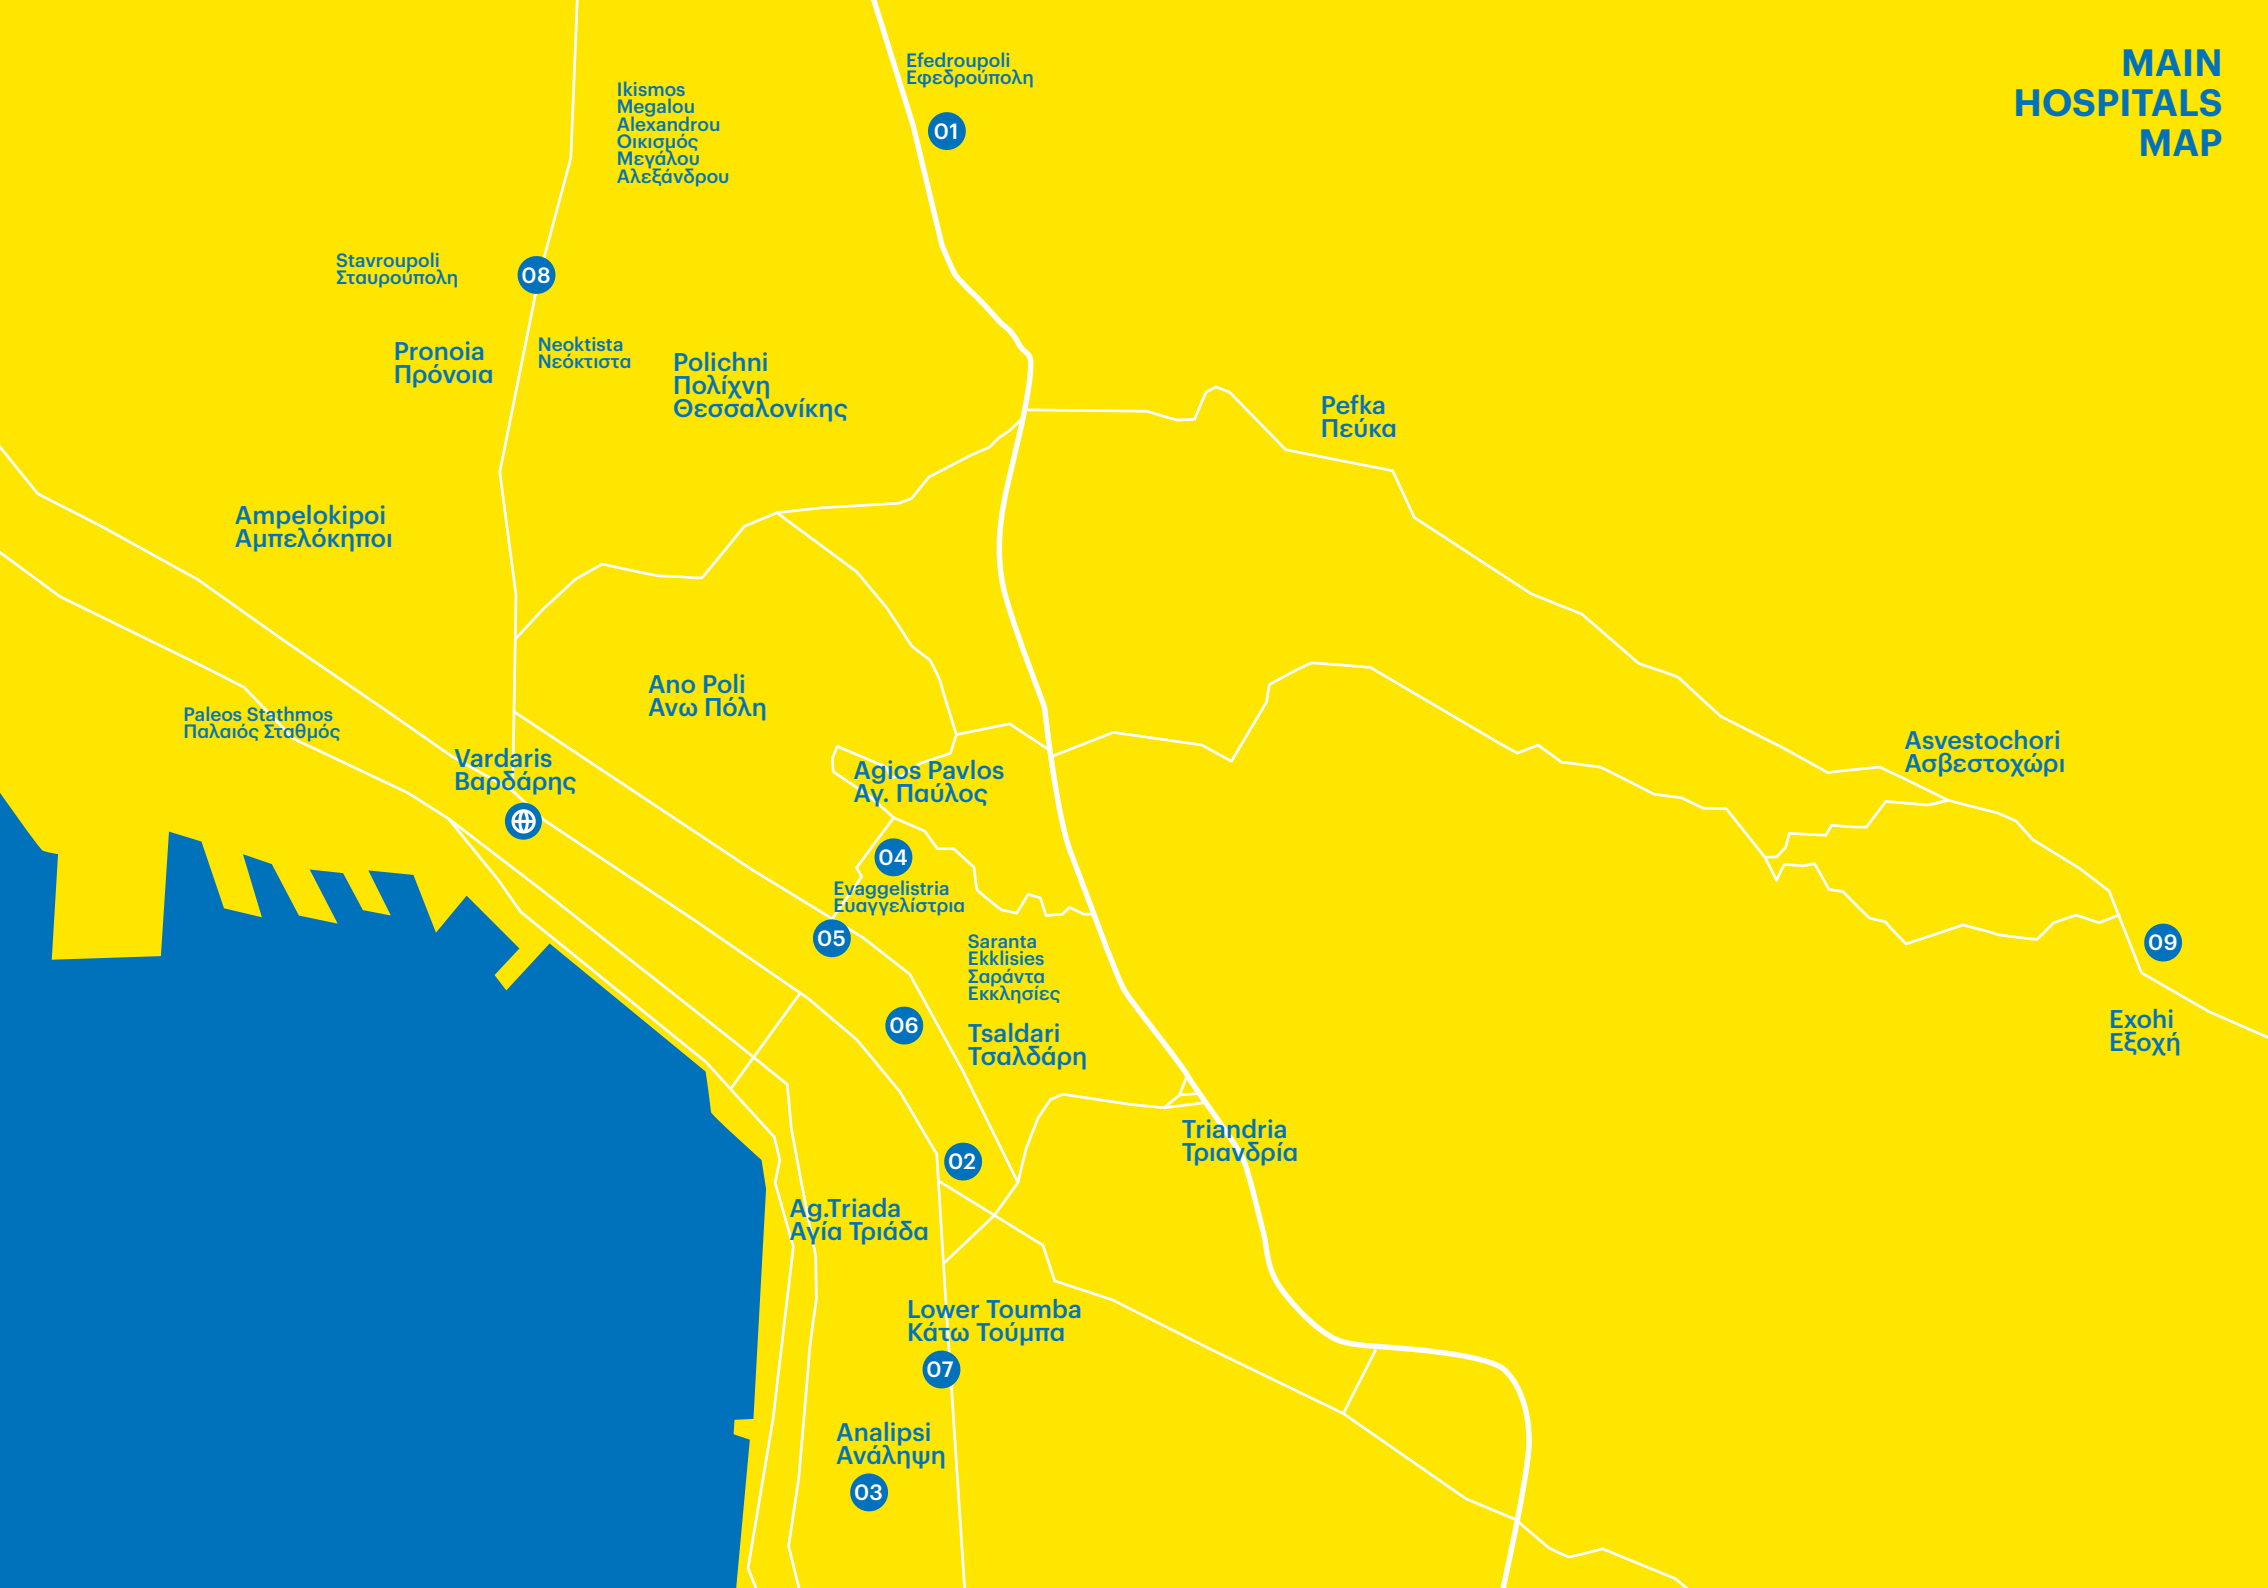 MAIN
HOSPITALS
MAP
Efedroupoli
Εφεδρούπολη
01
Ikismos
Megalou
Alexandrou
Οικισμός
Μεγάλου
Αλεξάνδρου
Stavroupoli
Σταυρούπολη
08
Pronoia
Πρόνοια
Neoktista
Νεόκτιστα
Polichni
Πολίχνη
Θεσσαλονίκης
Pefka
Πεύκα
Ampelokipoi
Αμπελόκηποι
Ano Poli
Ανω Πόλη
Paleos Stathmos
Παλαιός Σταθμός
Vardaris
Βαρδάρης
Agios Pavlos
Αγ. Παύλος
Asvestochori
Ασβεστοχώρι
04
Evaggelistria
Ευαγγελίστρια
05
Saranta
Ekklisies
Σαράντα
Εκκλησίες
09
06
Tsaldari
Τσαλδάρη
Exohi
Εξοχή
Triandria
Τριανδρία
02
Ag.Triada
Αγία Τριάδα
Lower Toumba
Κάτω Τούμπα
07
Analipsi
Ανάληψη
03